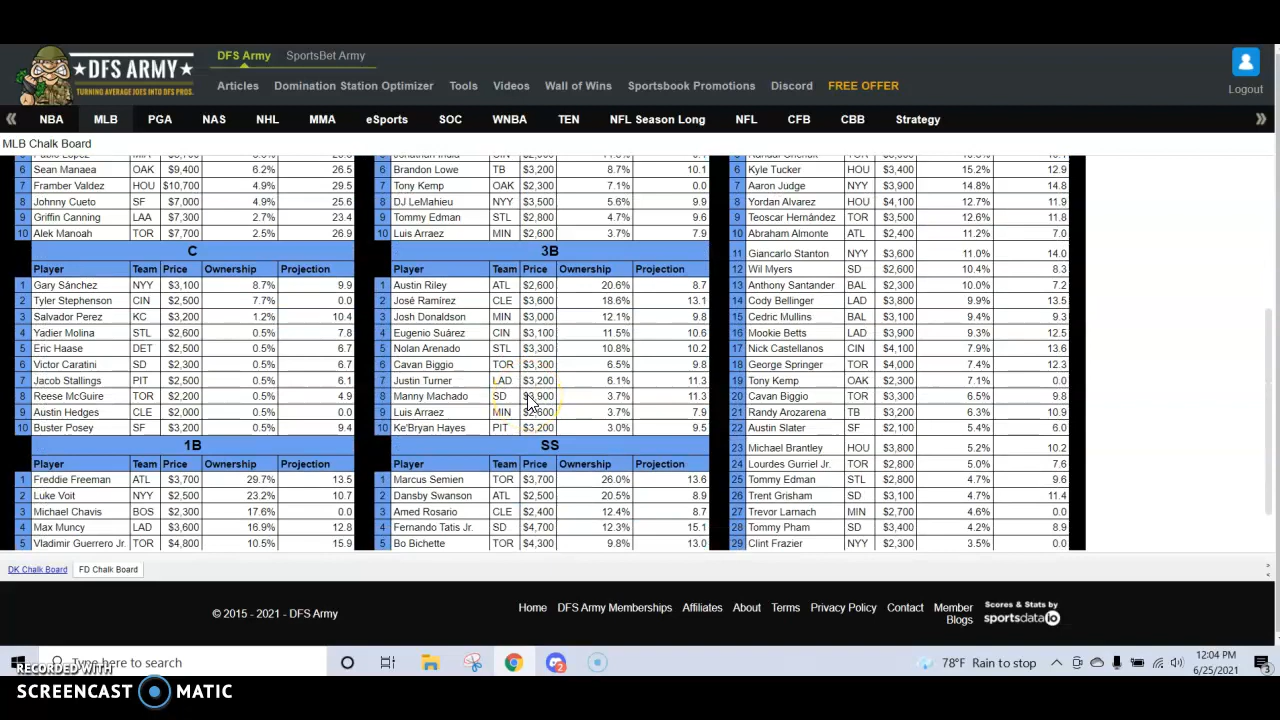 ★DFS ARMY★
TURNING AVERAGE JOES INTO DFS PROS.
DFS Army SportsBet Army
Articles Domination Station Optimizer Tools Videos Wall of Wins Sportsbook Promotions Discord FREE OFFER
Logout
« NBA MLB PGA NAS NHL MMA eSports SOC WNBA TEN NFL Season Long NFL CFB CBB Strategy »
MLB Chalk Board
6 Sean Manaea OAK $9,400 6.2% 26.5
7 Framber Valdez HOU $10,700 4.9% 29.5
8 Johnny Cueto SF $7,000 4.9% 25.6
9 Griffin Canning LAA $7,300 2.7% 23.4
10 Alek Manoah TOR $7,700 2.5% 26.9
C
Player Team Price Ownership Projection
1 Gary Sánchez NYY $3,100 8.7% 9.9
2 Tyler Stephenson CIN $2,500 7.7% 0.0
3 Salvador Perez KC $3,200 1.2% 10.4
4 Yadier Molina STL $2,600 0.5% 7.8
5 Eric Haase DET $2,500 0.5% 6.7
6 Victor Caratini SD $2,300 0.5% 6.7
7 Jacob Stallings PIT $2,500 0.5% 6.1
8 Reese McGuire TOR $2,200 0.5% 4.9
9 Austin Hedges CLE $2,000 0.5% 0.0
10 Buster Posey SF $3,200 0.5% 9.4
1B
Player Team Price Ownership Projection
1 Freddie Freeman ATL $3,700 29.7% 13.5
2 Luke Voit NYY $2,500 23.2% 10.7
3 Michael Chavis BOS $2,300 17.6% 0.0
4 Max Muncy LAD $3,600 16.9% 12.8
5 Vladimir Guerrero Jr. TOR $4,800 10.5% 15.9
6 Brandon Lowe TB $3,200 8.7% 10.1
7 Tony Kemp OAK $2,300 7.1% 0.0
8 DJ LeMahieu NYY $3,500 5.6% 9.9
9 Tommy Edman STL $2,800 4.7% 9.6
10 Luis Arraez MIN $2,600 3.7% 7.9
3B
Player Team Price Ownership Projection
1 Austin Riley ATL $2,600 20.6% 8.7
2 José Ramírez CLE $3,600 18.6% 13.1
3 Josh Donaldson MIN $3,000 12.1% 9.8
4 Eugenio Suárez CIN $3,100 11.5% 10.6
5 Nolan Arenado STL $3,300 10.8% 10.2
6 Cavan Biggio TOR $3,300 6.5% 9.8
7 Justin Turner LAD $3,200 6.1% 11.3
8 Manny Machado SD $3,900 3.7% 11.3
9 Luis Arraez MIN $2,600 3.7% 7.9
10 Ke'Bryan Hayes PIT $3,200 3.0% 9.5
SS
Player Team Price Ownership Projection
1 Marcus Semien TOR $3,700 26.0% 13.6
2 Dansby Swanson ATL $2,500 20.5% 8.9
3 Amed Rosario CLE $2,400 12.4% 8.7
4 Fernando Tatis Jr. SD $4,700 12.3% 15.1
5 Bo Bichette TOR $4,300 9.8% 13.0
6 Kyle Tucker HOU $3,400 15.2% 12.9
7 Aaron Judge NYY $3,900 14.8% 14.8
8 Yordan Alvarez HOU $4,100 12.7% 11.9
9 Teoscar Hernández TOR $3,500 12.6% 11.8
10 Abraham Almonte ATL $2,400 11.2% 7.0
11 Giancarlo Stanton NYY $3,600 11.0% 14.0
12 Wil Myers SD $2,600 10.4% 8.3
13 Anthony Santander BAL $2,300 10.0% 7.2
14 Cody Bellinger LAD $3,800 9.9% 13.5
15 Cedric Mullins BAL $3,100 9.4% 9.3
16 Mookie Betts LAD $3,900 9.3% 12.5
17 Nick Castellanos CIN $4,100 7.9% 13.6
18 George Springer TOR $4,000 7.4% 12.3
19 Tony Kemp OAK $2,300 7.1% 0.0
20 Cavan Biggio TOR $3,300 6.5% 9.8
21 Randy Arozarena TB $3,200 6.3% 10.9
22 Austin Slater SF $2,100 5.4% 6.0
23 Michael Brantley HOU $3,800 5.2% 10.2
24 Lourdes Gurriel Jr. TOR $2,800 5.0% 7.6
25 Tommy Edman STL $2,800 4.7% 9.6
26 Trent Grisham SD $3,100 4.7% 11.4
27 Trevor Larnach MIN $2,700 4.6% 0.0
28 Tommy Pham SD $3,400 4.2% 8.9
29 Clint Frazier NYY $2,300 3.5% 0.0
DK Chalk Board FD Chalk Board
© 2015 - 2021 - DFS Army
Home DFS Army Memberships Affiliates About Terms Privacy Policy Contact Member Blogs
Scores & Stats by
sportsdata io
Type here to search
78°F Rain to stop
12:04 PM
6/25/2021
3
2
RECORDED WITH
SCREENCAST MATIC